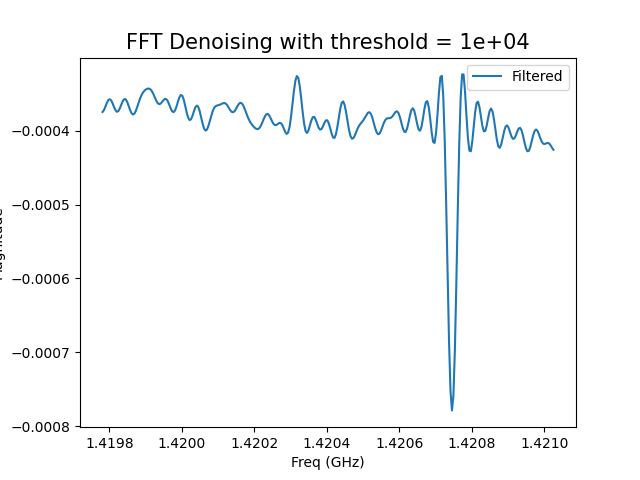 FFT Denoising with threshold = 1e+04
Filtered
−0.0004
−0.0005
−0.0006
−0.0007
−0.0008
1.4198 1.4200 1.4202 1.4204 1.4206 1.4208 1.4210
Freq (GHz)